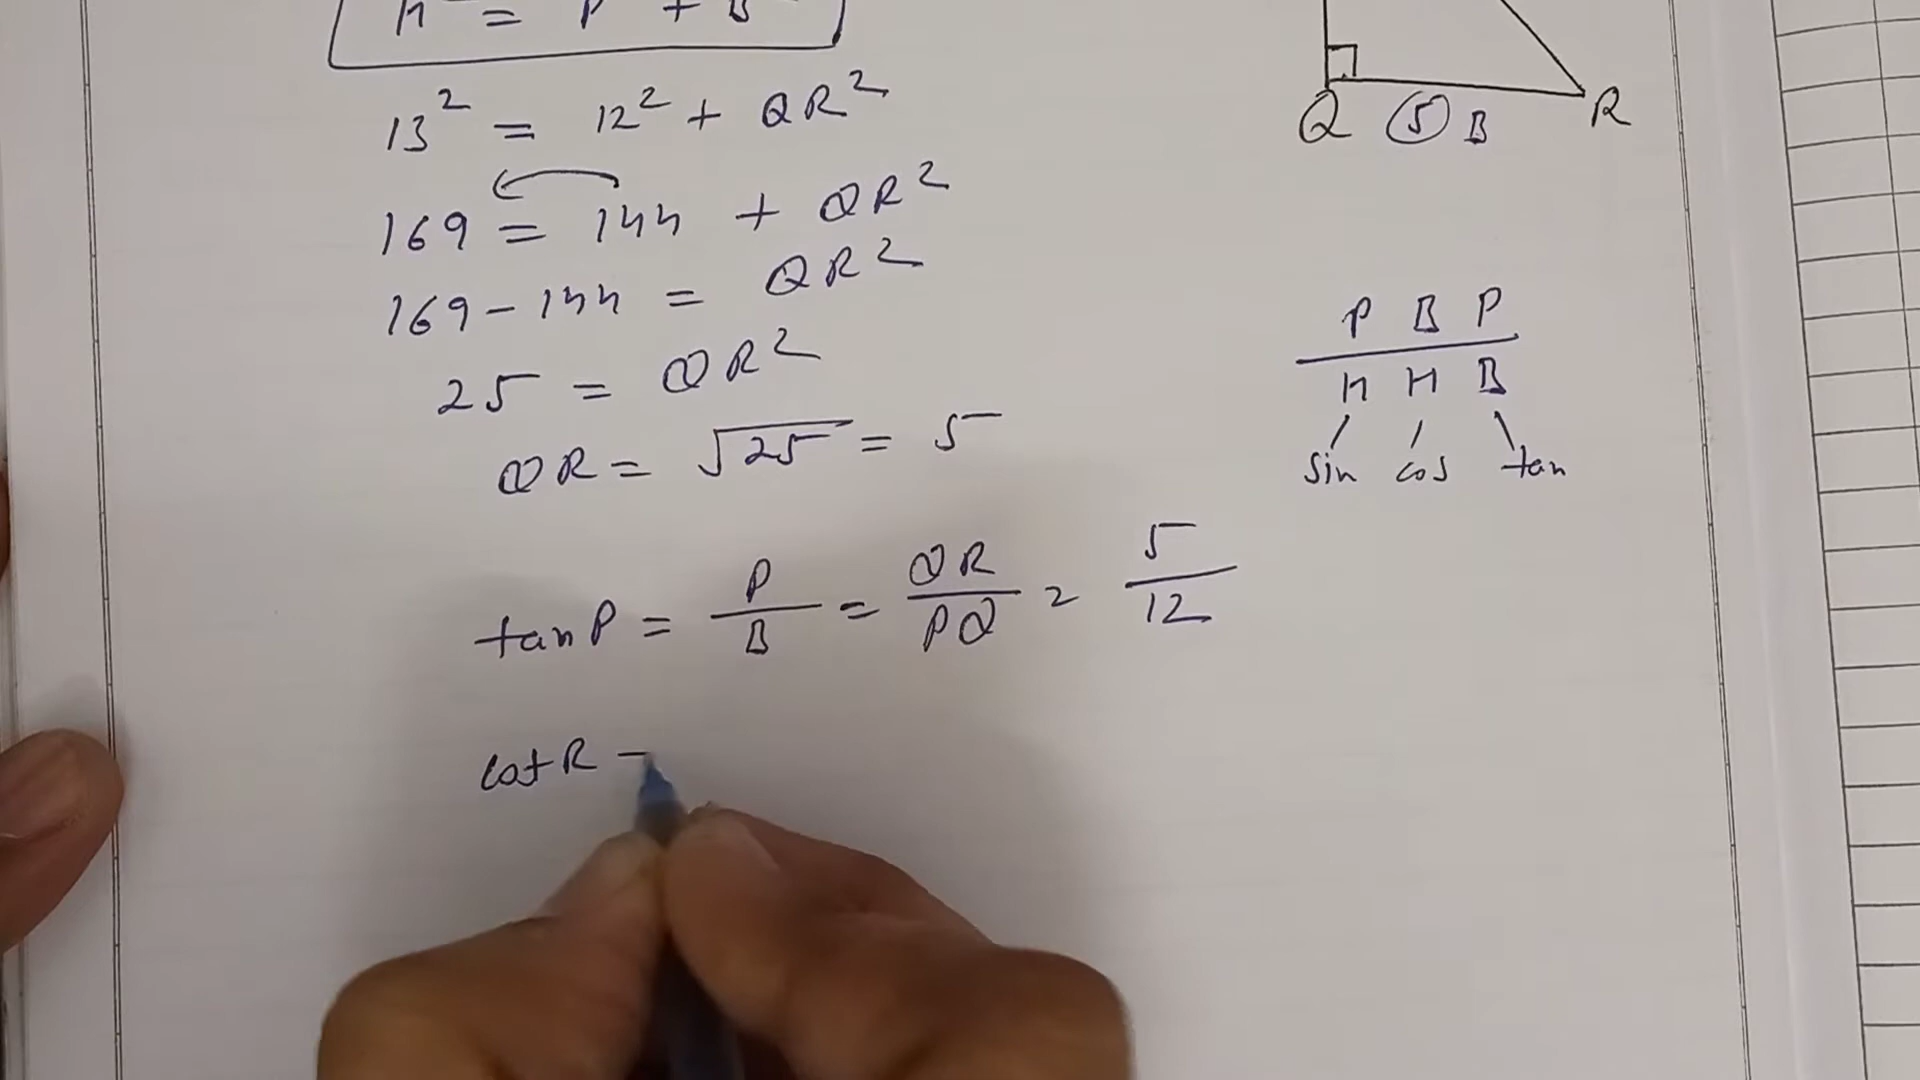 H = P + B
13² = 12² + QR²
169 = 144 + QR²
169 - 144 = QR²
25 = QR²
QR = √25 = 5
tan P = P/B = QR/PQ = 5/12
cot R =
Q 5 B R
P B P
H H B
sin cos tan